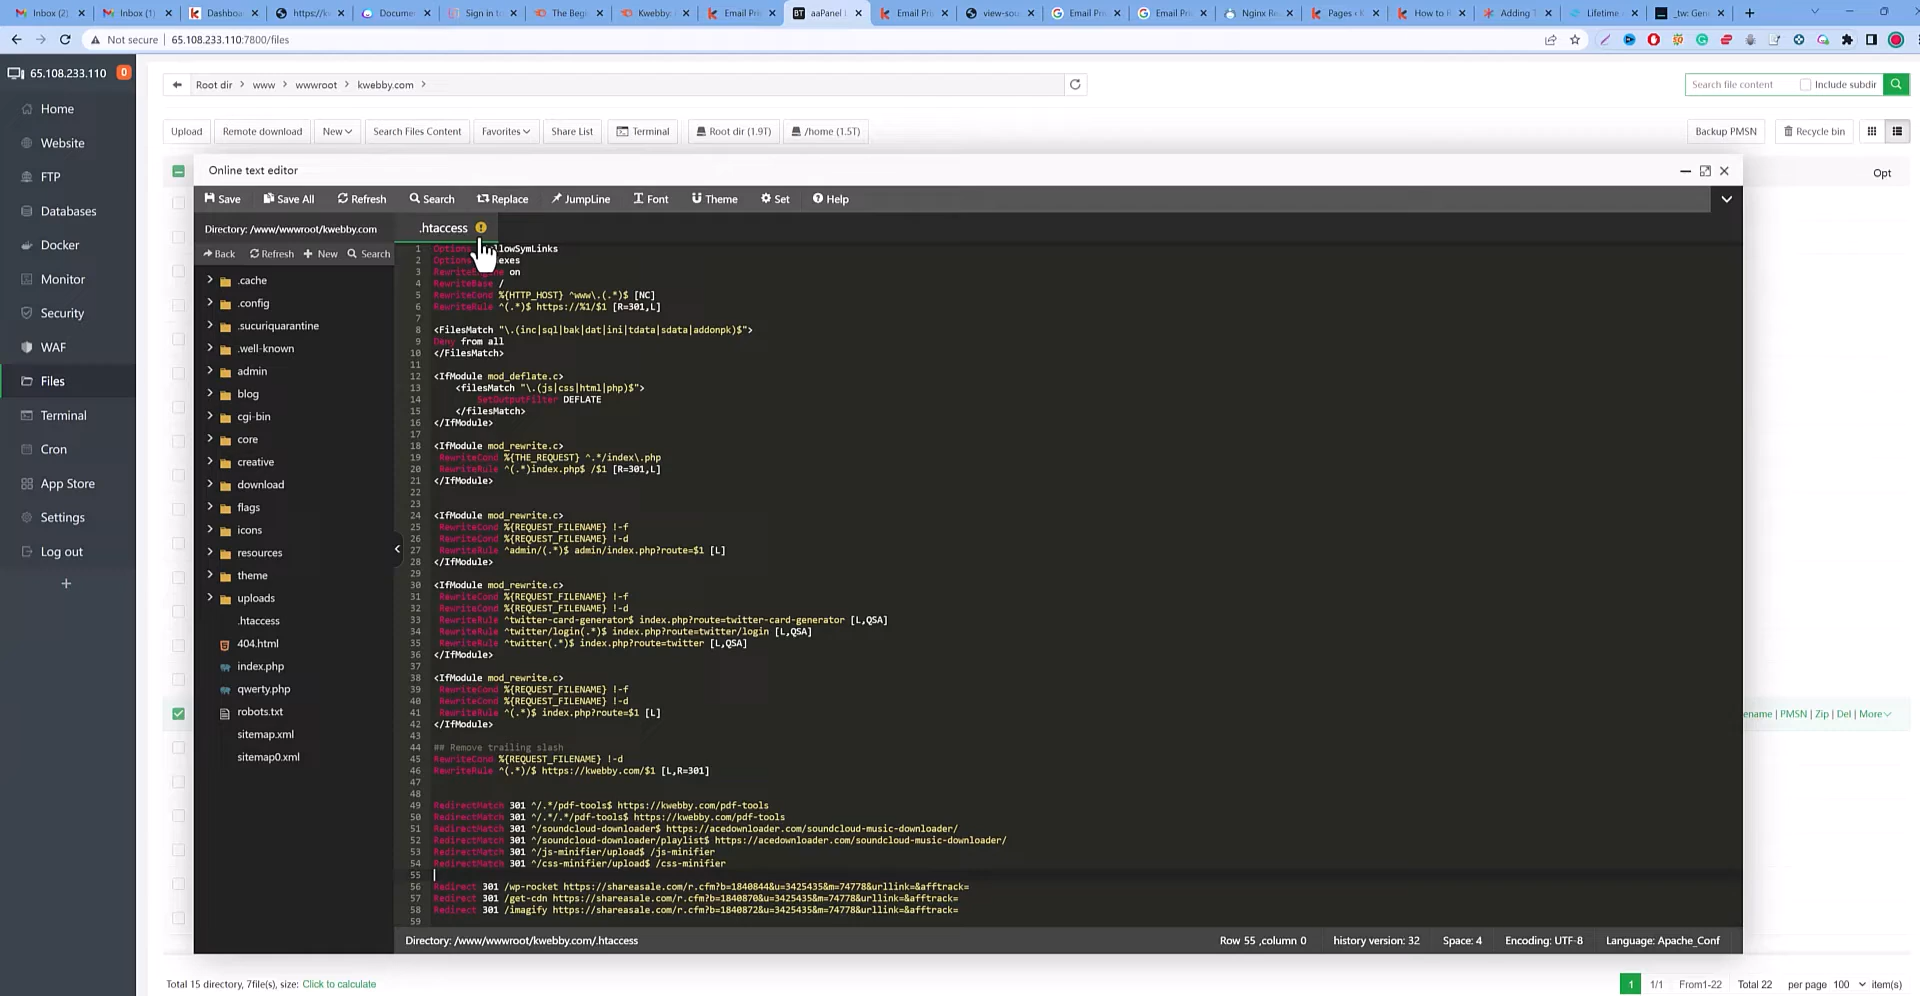 Inbox (2)
Inbox (1)
Dashboa
https://k
Docume
Sign in t
The Begi
Kwebby:
Email Pri
aaPanel
Email Pri
view-sou
Email Pri
Email Pri
Nginx Re
Pages ‹ K
How to R
Adding T
Lifetime
_tw: Gene
Not secure | 65.108.233.110:7800/files
65.108.233.110 0
Home
Website
FTP
Databases
Docker
Monitor
Security
WAF
Files
Terminal
Cron
App Store
Settings
Log out
Root dir > www > wwwroot > kwebby.com >
Search file content Include subdir
Upload Remote download New Search Files Content Favorites Share List Terminal Root dir (1.9T) /home (1.5T) Backup PMSN Recycle bin
Opt
Online text editor
Save Save All Refresh Search Replace JumpLine Font Theme Set Help
Directory: /www/wwwroot/kwebby.com
Back Refresh New Search
.cache
.config
.sucuriquarantine
.well-known
admin
blog
cgi-bin
core
creative
download
flags
icons
resources
theme
uploads
.htaccess
404.html
index.php
qwerty.php
robots.txt
sitemap.xml
sitemap0.xml
.htaccess
1 Options lowSymLinks
2 Options exes
3 RewriteEngine on
4 RewriteBase /
5 RewriteCond %{HTTP_HOST} ^www\.(.*)$ [NC]
6 RewriteRule ^(.*)$ https://%1/$1 [R=301,L]
7
8 <FilesMatch "\.(inc|sql|bak|dat|ini|tdata|sdata|addonpk)$">
9 Deny from all
10 </FilesMatch>
11
12 <IfModule mod_deflate.c>
13 <filesMatch "\.(js|css|html|php)$">
14 SetOutputFilter DEFLATE
15 </filesMatch>
16 </IfModule>
17
18 <IfModule mod_rewrite.c>
19 RewriteCond %{THE_REQUEST} ^.*/index\.php
20 RewriteRule ^(.*)index.php$ /$1 [R=301,L]
21 </IfModule>
22
23
24 <IfModule mod_rewrite.c>
25 RewriteCond %{REQUEST_FILENAME} !-f
26 RewriteCond %{REQUEST_FILENAME} !-d
27 RewriteRule ^admin/(.*)$ admin/index.php?route=$1 [L]
28 </IfModule>
29
30 <IfModule mod_rewrite.c>
31 RewriteCond %{REQUEST_FILENAME} !-f
32 RewriteCond %{REQUEST_FILENAME} !-d
33 RewriteRule ^twitter-card-generator$ index.php?route=twitter-card-generator [L,QSA]
34 RewriteRule ^twitter/login(.*)$ index.php?route=twitter/login [L,QSA]
35 RewriteRule ^twitter(.*)$ index.php?route=twitter [L,QSA]
36 </IfModule>
37
38 <IfModule mod_rewrite.c>
39 RewriteCond %{REQUEST_FILENAME} !-f
40 RewriteCond %{REQUEST_FILENAME} !-d
41 RewriteRule ^(.*)$ index.php?route=$1 [L]
42 </IfModule>
43
44 ## Remove trailing slash
45 RewriteCond %{REQUEST_FILENAME} !-d
46 RewriteRule ^(.*)/$ https://kwebby.com/$1 [L,R=301]
47
48
49 RedirectMatch 301 ^/.*/pdf-tools$ https://kwebby.com/pdf-tools
50 RedirectMatch 301 ^/.*/.*/pdf-tools$ https://kwebby.com/pdf-tools
51 RedirectMatch 301 ^/soundcloud-downloader$ https://acedownloader.com/soundcloud-music-downloader/
52 RedirectMatch 301 ^/soundcloud-downloader/playlist$ https://acedownloader.com/soundcloud-music-downloader/
53 RedirectMatch 301 ^/js-minifier/upload$ /js-minifier
54 RedirectMatch 301 ^/css-minifier/upload$ /css-minifier
55
56 Redirect 301 /wp-rocket https://shareasale.com/r.cfm?b=1840844&u=3425435&m=74778&urllink=&afftrack=
57 Redirect 301 /get-cdn https://shareasale.com/r.cfm?b=1840870&u=3425435&m=74778&urllink=&afftrack=
58 Redirect 301 /imagify https://shareasale.com/r.cfm?b=1840872&u=3425435&m=74778&urllink=&afftrack=
59
ename | PMSN | Zip | Del | More
Directory: /www/wwwroot/kwebby.com/.htaccess Row 55 ,column 0 history version: 32 Space: 4 Encoding: UTF-8 Language: Apache_Conf
Total 15 directory, 7file(s), size: Click to calculate 1 1/1 From1-22 Total 22 per page 100 item(s)